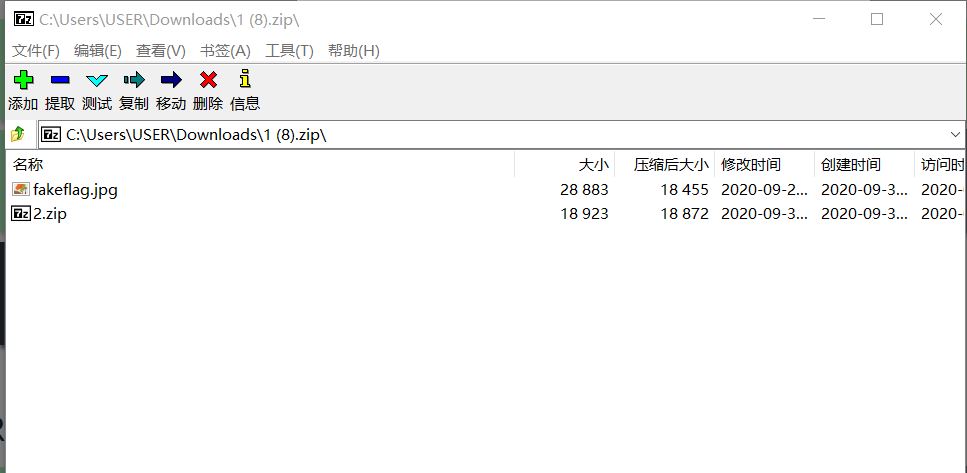 C:\Users\USER\Downloads\1 (8).zip\
文件(F) 编辑(E) 查看(V) 书签(A) 工具(T) 帮助(H)
添加 提取 测试 复制 移动 删除 信息
C:\Users\USER\Downloads\1 (8).zip\
名称 大小 压缩后大小 修改时间 创建时间 访问时
fakeflag.jpg 28 883 18 455 2020-09-2... 2020-09-3... 2020-
2.zip 18 923 18 872 2020-09-3... 2020-09-3... 2020-